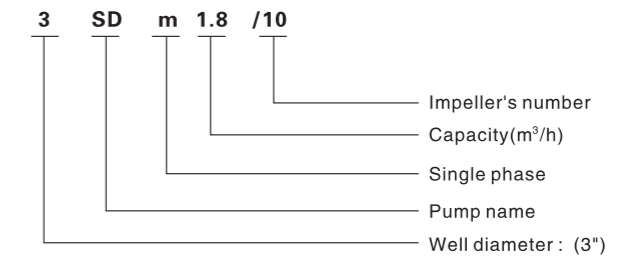 3 SD m 1.8 /10
Impeller's number
Capacity(m³/h)
Single phase
Pump name
Well diameter : (3")